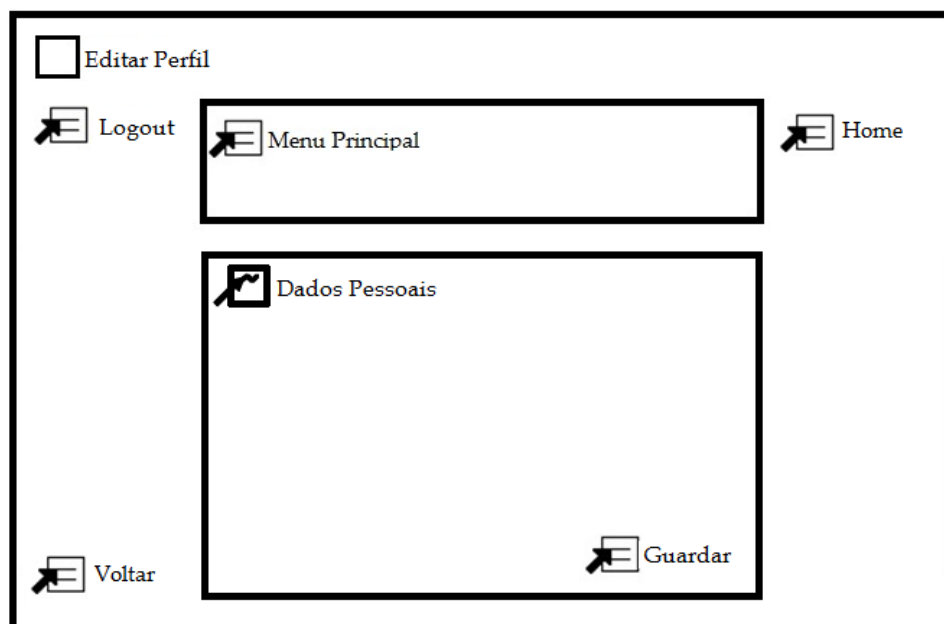 Editar Perfil
Logout
Menu Principal
Home
Dados Pessoais
Guardar
Voltar